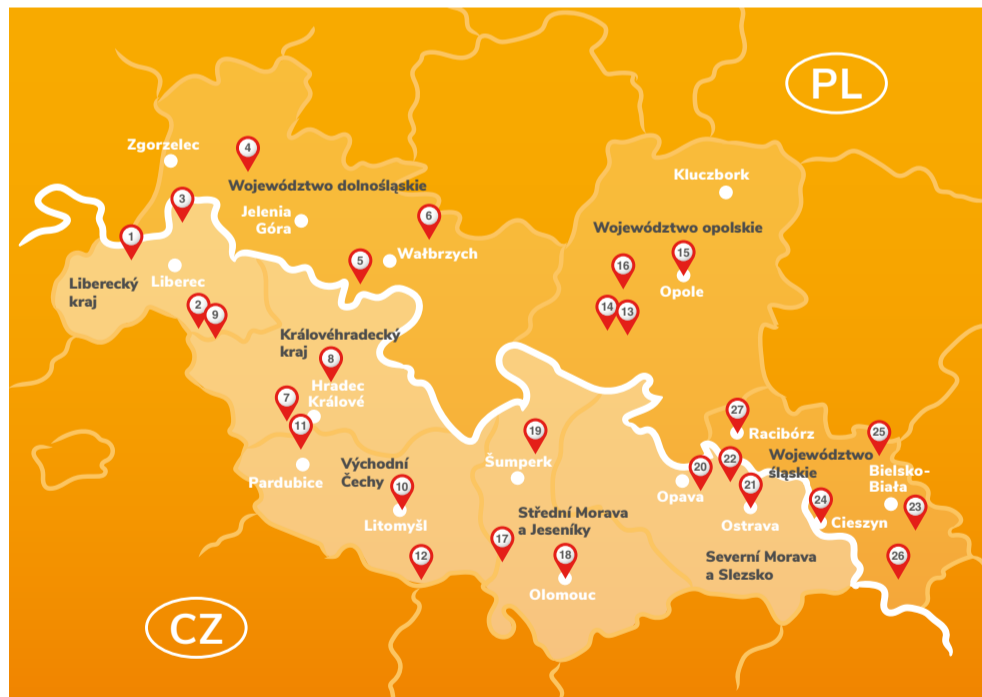 PL
Zgorzelec
4
Województwo dolnośląskie
Kluczbork
3
Jelenia
Góra
6
Województwo opolskie
1
5
Wałbrzych
15
16
Opole
Liberecký
kraj
Liberec
2
9
14
13
Královéhradecký
kraj
8
Hradec
Králové
7
11
27
Racibórz
19
25
Východní
Čechy
Šumperk
Województwo
śląskie
22
20
Bielsko-
Biała
Pardubice
10
Opava
21
24
Litomyšl
Střední Morava
a Jeseníky
Ostrava
Cieszyn
23
17
12
18
Severní Morava
a Slezsko
26
Olomouc
CZ